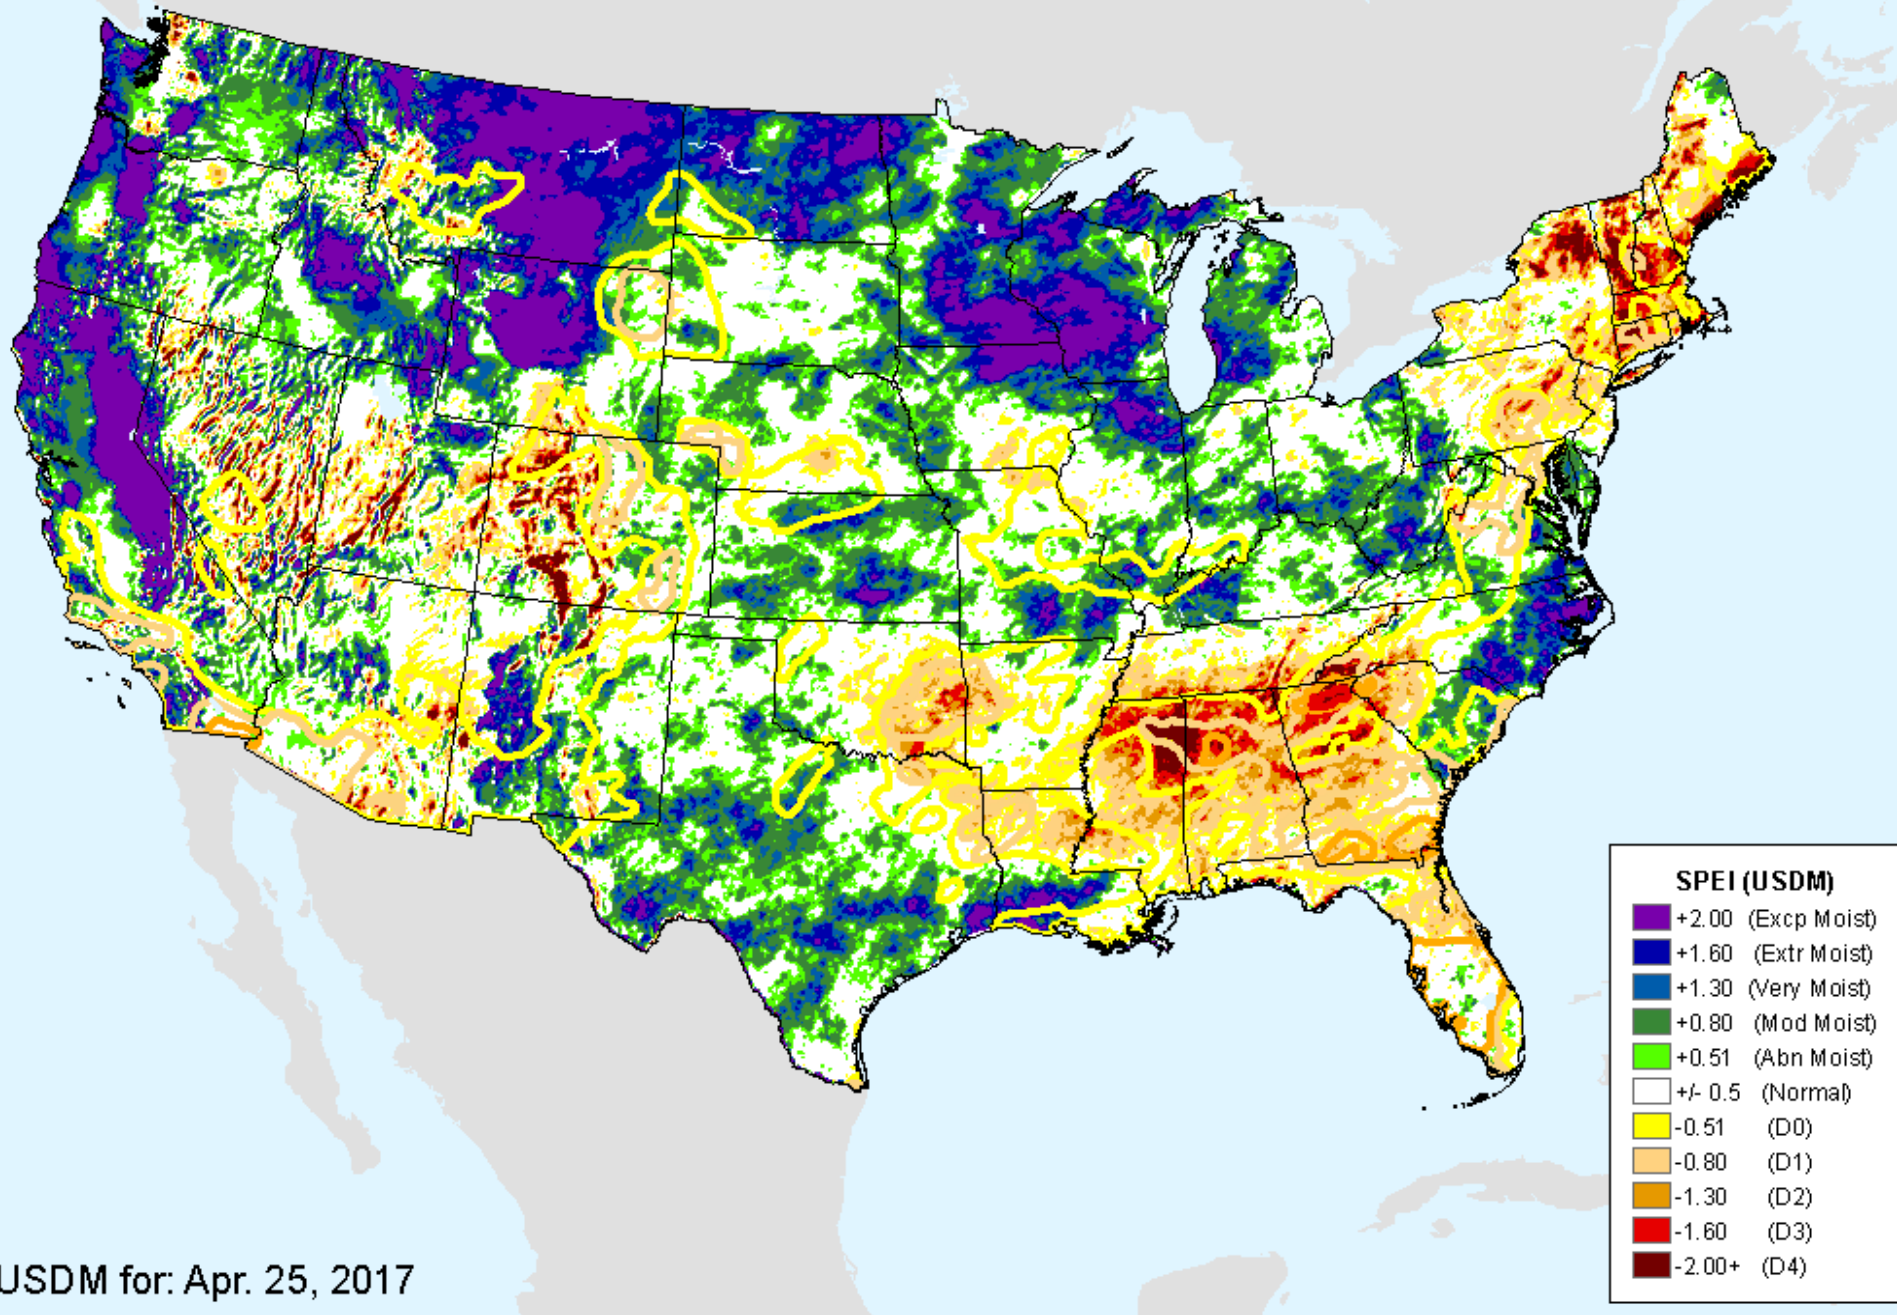 SPEI (USDM)
+2.00 (Excp Moist)
+1.60 (Extr Moist)
+1.30 (Very Moist)
+0.80 (Mod Moist)
+0.51 (Abn Moist)
+/- 0.5 (Normal)
-0.51 (D0)
-0.80 (D1)
-1.30 (D2)
-1.60 (D3)
-2.00+ (D4)
USDM for: Apr. 25, 2017